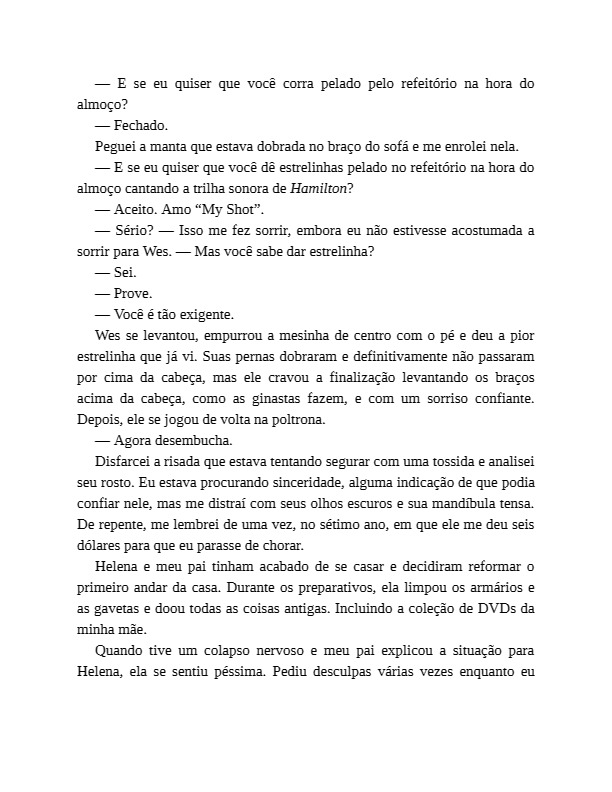 — E se eu quiser que você corra pelado pelo refeitório na hora do
almoço?
— Fechado.
Peguei a manta que estava dobrada no braço do sofá e me enrolei nela.
— E se eu quiser que você dê estrelinhas pelado no refeitório na hora do
almoço cantando a trilha sonora de Hamilton?
— Aceito. Amo “My Shot”.
— Sério? — Isso me fez sorrir, embora eu não estivesse acostumada a
sorrir para Wes. — Mas você sabe dar estrelinha?
— Sei.
— Prove.
— Você é tão exigente.
Wes se levantou, empurrou a mesinha de centro com o pé e deu a pior
estrelinha que já vi. Suas pernas dobraram e definitivamente não passaram
por cima da cabeça, mas ele cravou a finalização levantando os braços
acima da cabeça, como as ginastas fazem, e com um sorriso confiante.
Depois, ele se jogou de volta na poltrona.
— Agora desembucha.
Disfarcei a risada que estava tentando segurar com uma tossida e analisei
seu rosto. Eu estava procurando sinceridade, alguma indicação de que podia
confiar nele, mas me distraí com seus olhos escuros e sua mandíbula tensa.
De repente, me lembrei de uma vez, no sétimo ano, em que ele me deu seis
dólares para que eu parasse de chorar.
Helena e meu pai tinham acabado de se casar e decidiram reformar o
primeiro andar da casa. Durante os preparativos, ela limpou os armários e
as gavetas e doou todas as coisas antigas. Incluindo a coleção de DVDs da
minha mãe.
Quando tive um colapso nervoso e meu pai explicou a situação para
Helena, ela se sentiu péssima. Pediu desculpas várias vezes enquanto eu